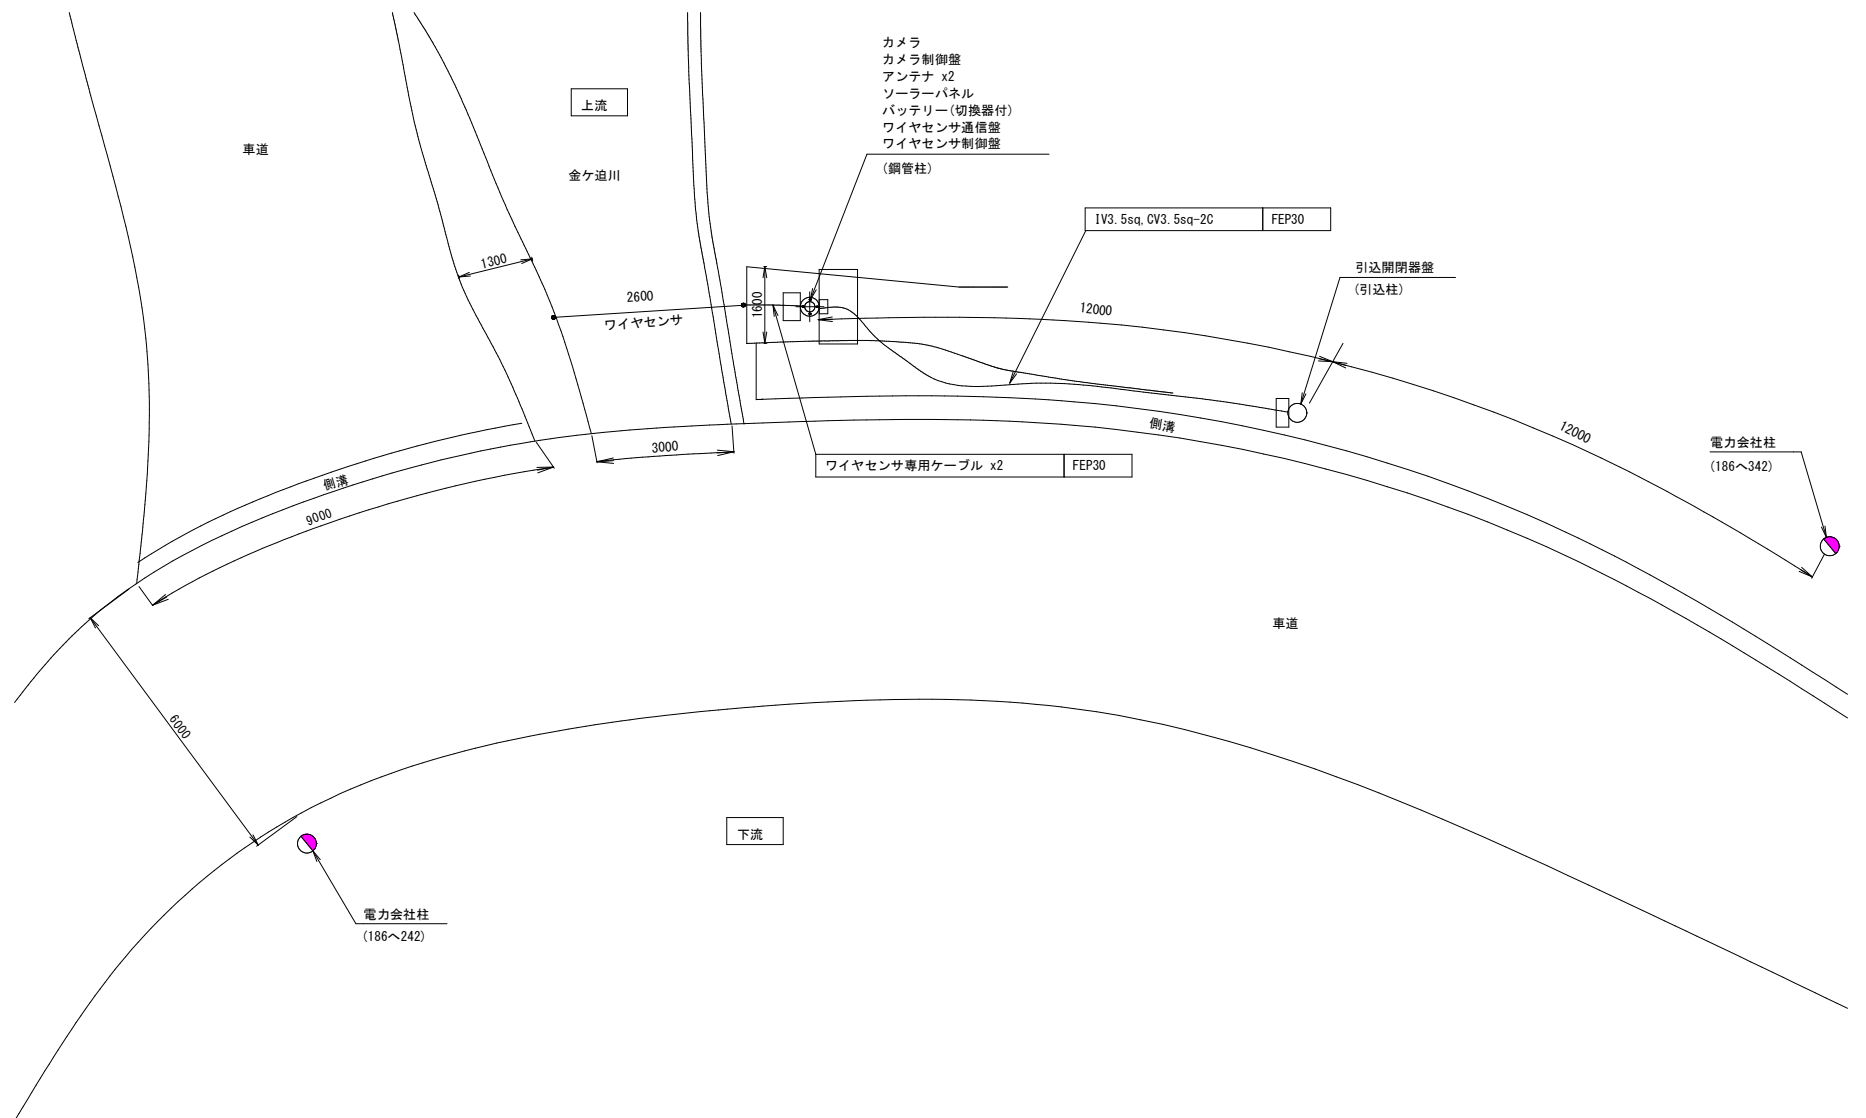 カメラ
カメラ制御盤
アンテナ x2
ソーラーパネル
バッテリー(切換器付)
ワイヤセンサ通信盤
ワイヤセンサ制御盤
(鋼管柱)
上流
車道
金ケ迫川
IV3.5sq,CV3.5sq-2C
FEP30
1300
引込開閉器盤
(引込柱)
2600
ワイヤセンサ
1600
12000
側溝
12000
電力会社柱
(186へ342)
3000
ワイヤセンサ専用ケーブル x2
FEP30
側溝
9000
車道
6000
下流
電力会社柱
(186へ242)